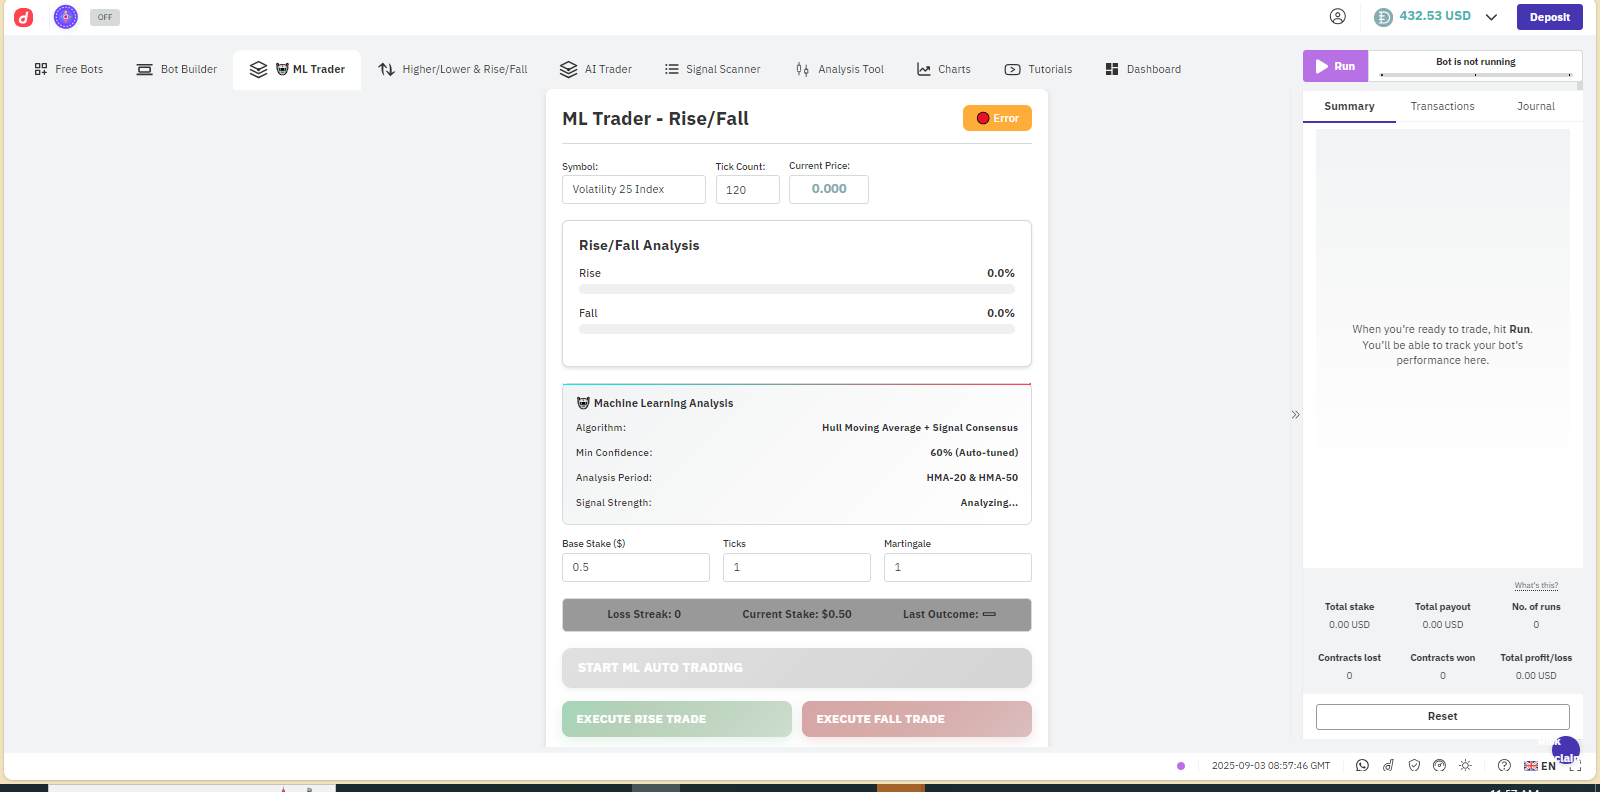 OFF
432.53 USD
Deposit
Free Bots
Bot Builder
ML Trader
Higher/Lower & Rise/Fall
AI Trader
Signal Scanner
Analysis Tool
Charts
Tutorials
Dashboard
Run
Bot is not running
ML Trader - Rise/Fall
Error
Symbol:
Tick Count:
Current Price:
Volatility 25 Index
120
0.000
Rise/Fall Analysis
Rise 0.0%
Fall 0.0%
Machine Learning Analysis
Algorithm: Hull Moving Average + Signal Consensus
Min Confidence: 60% (Auto-tuned)
Analysis Period: HMA-20 & HMA-50
Signal Strength: Analyzing...
Base Stake ($)
Ticks
Martingale
0.5
1
1
Loss Streak: 0
Current Stake: $0.50
Last Outcome: —
START ML AUTO TRADING
EXECUTE RISE TRADE
EXECUTE FALL TRADE
Summary
Transactions
Journal
When you're ready to trade, hit Run.
You'll be able to track your bot's
performance here.
What's this?
Total stake
Total payout
No. of runs
0.00 USD
0.00 USD
0
Contracts lost
Contracts won
Total profit/loss
0
0
0.00 USD
Reset
2025-09-03 08:57:46 GMT
EN